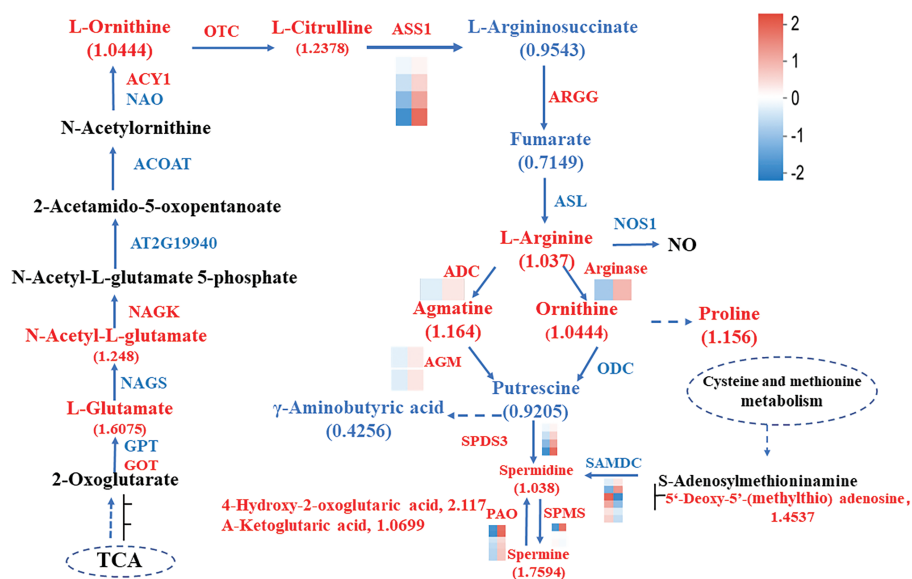 L-Ornithine
(1.0444)
OTC
L-Citrulline
(1.2378)
ASS1
L-Argininosuccinate
(0.9543)
2
1
0
-1
-2
ACY1
NAO
ARGG
N-Acetylornithine
Fumarate
(0.7149)
ACOAT
ASL
2-Acetamido-5-oxopentanoate
AT2G19940
L-Arginine
(1.037)
NOS1
NO
N-Acetyl-L-glutamate 5-phosphate
ADC
Arginase
NAGK
Agmatine
(1.164)
Ornithine
(1.0444)
Proline
(1.156)
N-Acetyl-L-glutamate
(1.248)
AGM
ODC
NAGS
Putrescine
(0.9205)
Cysteine and methionine
metabolism
L-Glutamate
(1.6075)
γ-Aminobutyric acid
(0.4256)
GPT
GOT
SPDS3
2-Oxoglutarate
Spermidine
(1.038)
SAMDC
S-Adenosylmethioninamine
5‘-Deoxy-5’-(methylthio) adenosine,
1.4537
4-Hydroxy-2-oxoglutaric acid, 2.117
A-Ketoglutaric acid, 1.0699
PAO
SPMS
TCA
Spermine
(1.7594)